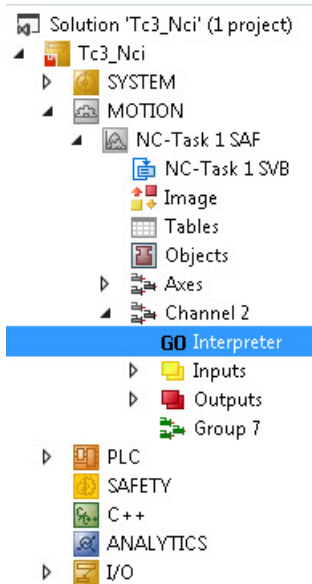 Solution 'Tc3_Nci' (1 project)
Tc3_Nci
SYSTEM
MOTION
NC-Task 1 SAF
NC-Task 1 SVB
Image
Tables
Objects
Axes
Channel 2
GO Interpreter
Inputs
Outputs
Group 7
PLC
SAFETY
C++
ANALYTICS
I/O